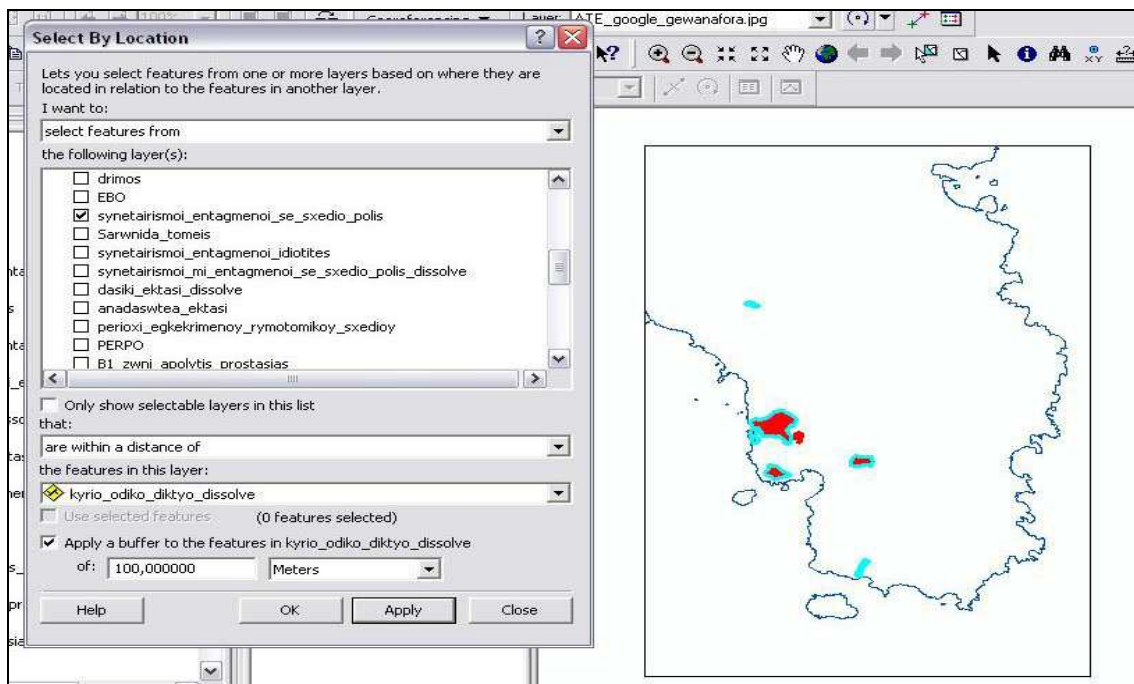 100%
Georeferencing
Layer: ATE_google_gewanafora.jpg
Select By Location
Lets you select features from one or more layers based on where they are
located in relation to the features in another layer.
I want to:
select features from
the following layer(s):
drimos
EBO
synetairismoi_entagmenoi_se_sxedio_polis
Sarwnida_tomeis
synetairismoi_entagmenoi_idiotites
synetairismoi_mi_entagmenoi_se_sxedio_polis_dissolve
dasiki_ektasi_dissolve
anadaswtea_ektasi
perioxi_egkekrimenoy_rymotomikoy_sxedioy
PERPO
B1_zwni_apolytis_prostasias
Only show selectable layers in this list
that:
are within a distance of
the features in this layer:
kyrio_odiko_diktyo_dissolve
Use selected features (0 features selected)
Apply a buffer to the features in kyrio_odiko_diktyo_dissolve
of: 100,000000 Meters
Help OK Apply Close
XY